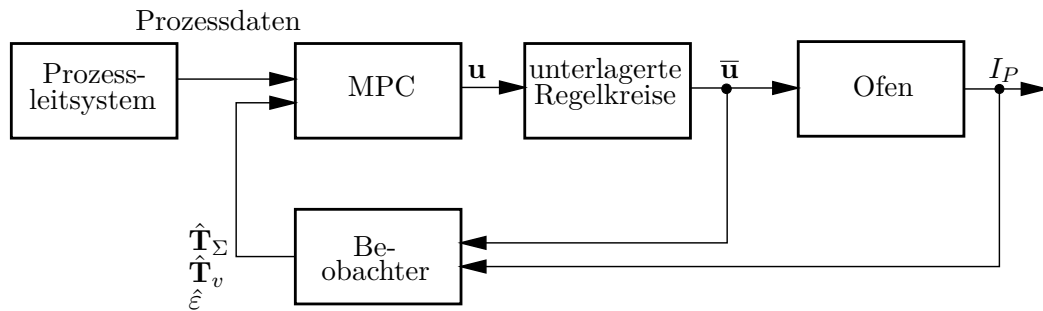 Prozessdaten
Prozess-
leitsystem
MPC
u
unterlagerte
Regelkreise
u̅
Ofen
I_P
T̂_Σ
T̂_v
ε̂
Be-
obachter